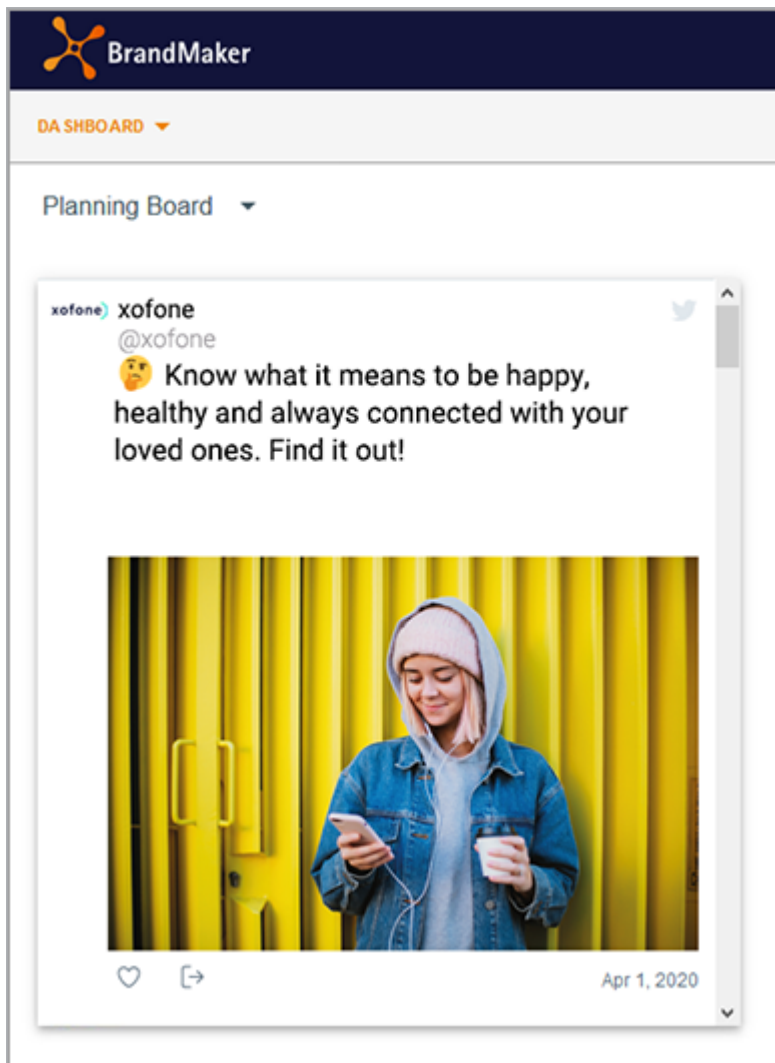 BrandMaker
DASHBOARD
Planning Board
xofone) xofone
@xofone
🤔 Know what it means to be happy,
healthy and always connected with your
loved ones. Find it out!
Apr 1, 2020